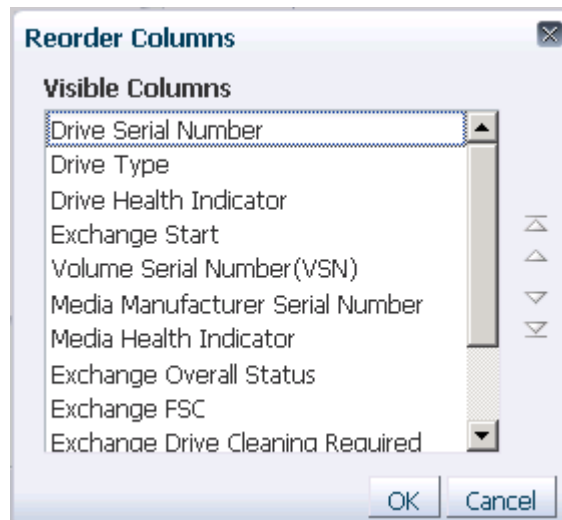 Reorder Columns
Visible Columns
Drive Serial Number
Drive Type
Drive Health Indicator
Exchange Start
Volume Serial Number(VSN)
Media Manufacturer Serial Number
Media Health Indicator
Exchange Overall Status
Exchange FSC
Exchange Drive Cleaning Required
OK Cancel